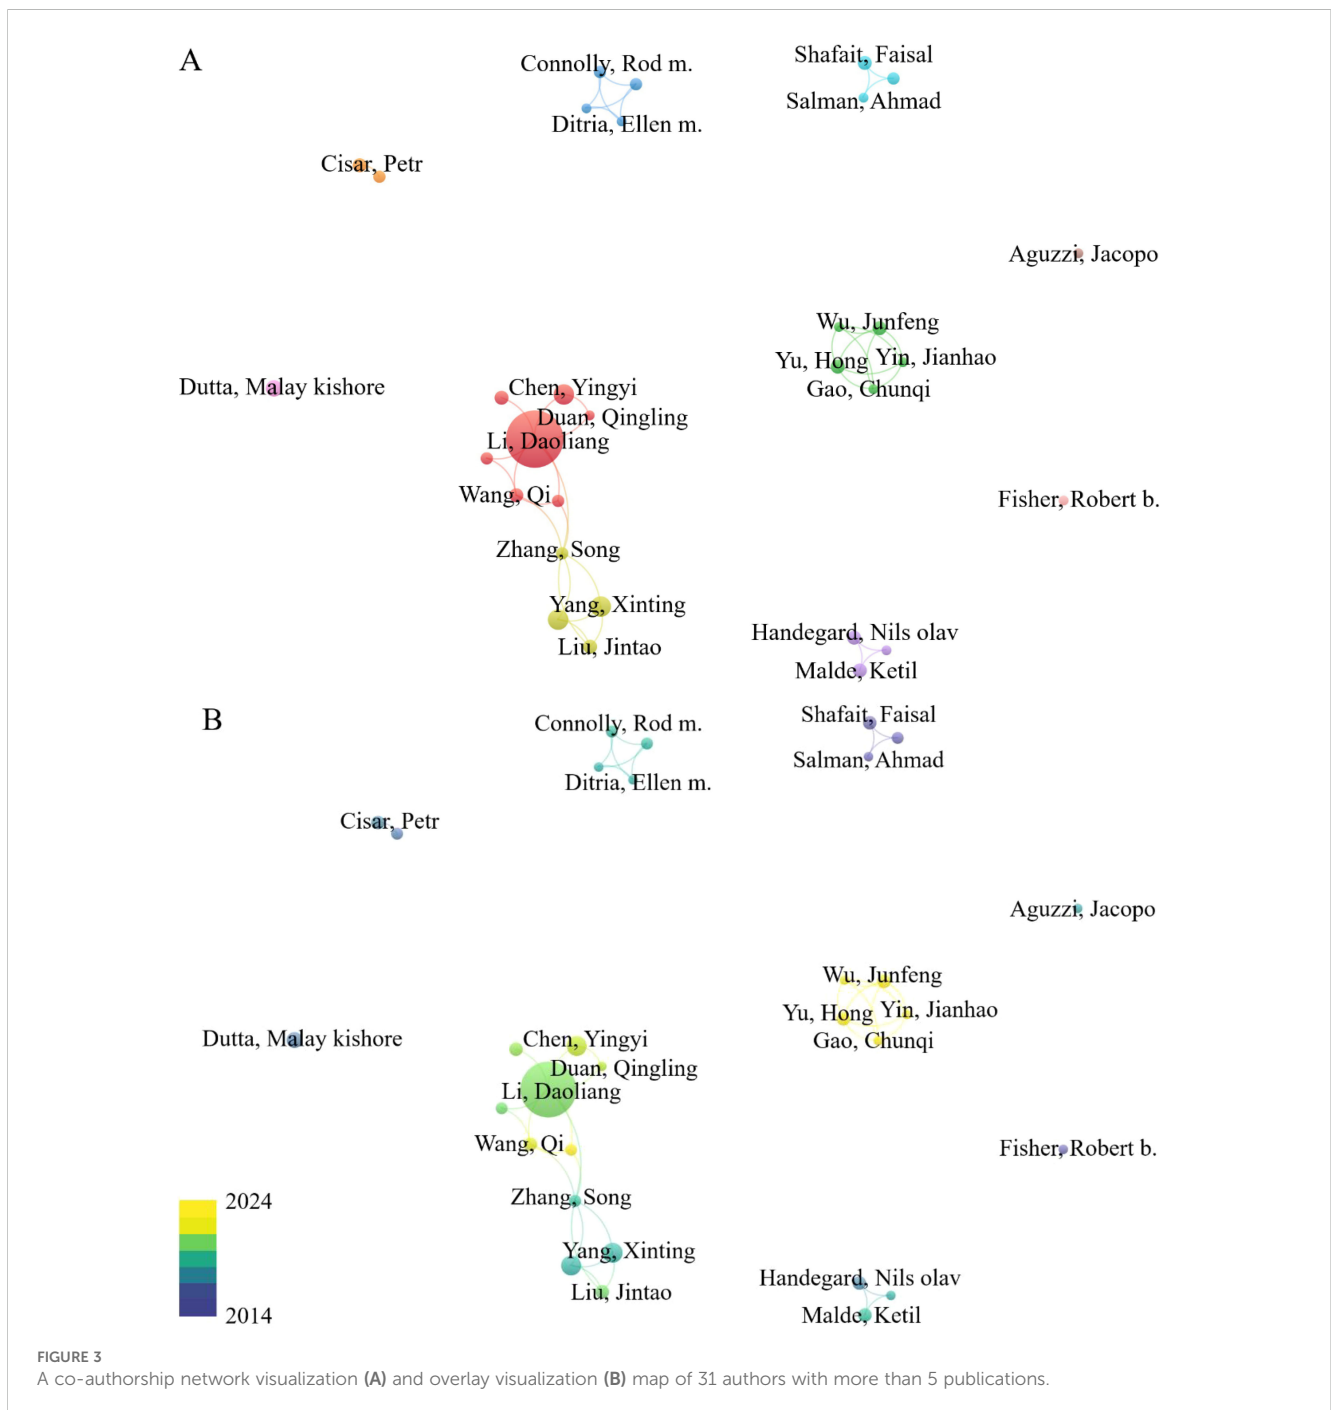 A
Connolly, Rod m.
Shafait, Faisal
Salman, Ahmad
Ditria, Ellen m.
Cisar, Petr
Aguzzi, Jacopo
Wu, Junfeng
Yu, Hong
Yin, Jianhao
Gao, Chunqi
Dutta, Malay kishore
Chen, Yingyi
Duan, Qingling
Li, Daoliang
Wang, Qi
Fisher, Robert b.
Zhang, Song
Yang, Xinting
Liu, Jintao
Handegard, Nils olav
Malde, Ketil
B
Connolly, Rod m.
Shafait, Faisal
Salman, Ahmad
Ditria, Ellen m.
Cisar, Petr
Aguzzi, Jacopo
Wu, Junfeng
Yu, Hong
Yin, Jianhao
Gao, Chunqi
Dutta, Malay kishore
Chen, Yingyi
Duan, Qingling
Li, Daoliang
Wang, Qi
Fisher, Robert b.
Zhang, Song
Yang, Xinting
Liu, Jintao
Handegard, Nils olav
Malde, Ketil
2024
2014
FIGURE 3
A co-authorship network visualization (A) and overlay visualization (B) map of 31 authors with more than 5 publications.